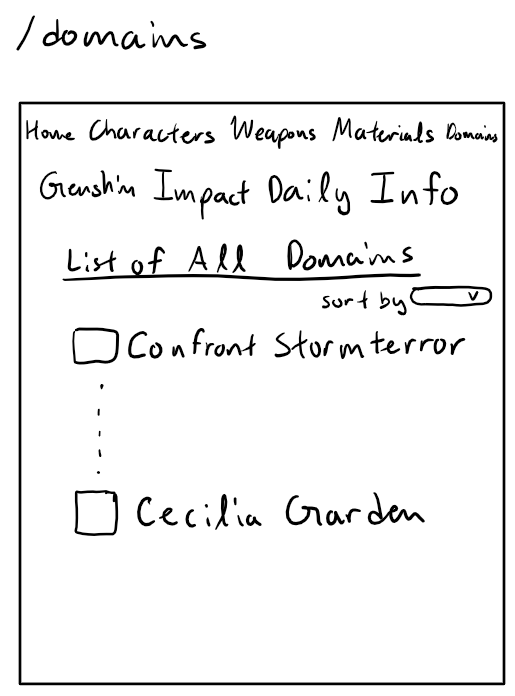 /domains
Home Characters Weapons Materials Domains
Genshin Impact Daily Info
List of All Domains
sort by
Confront Stormterror
Cecilia Garden